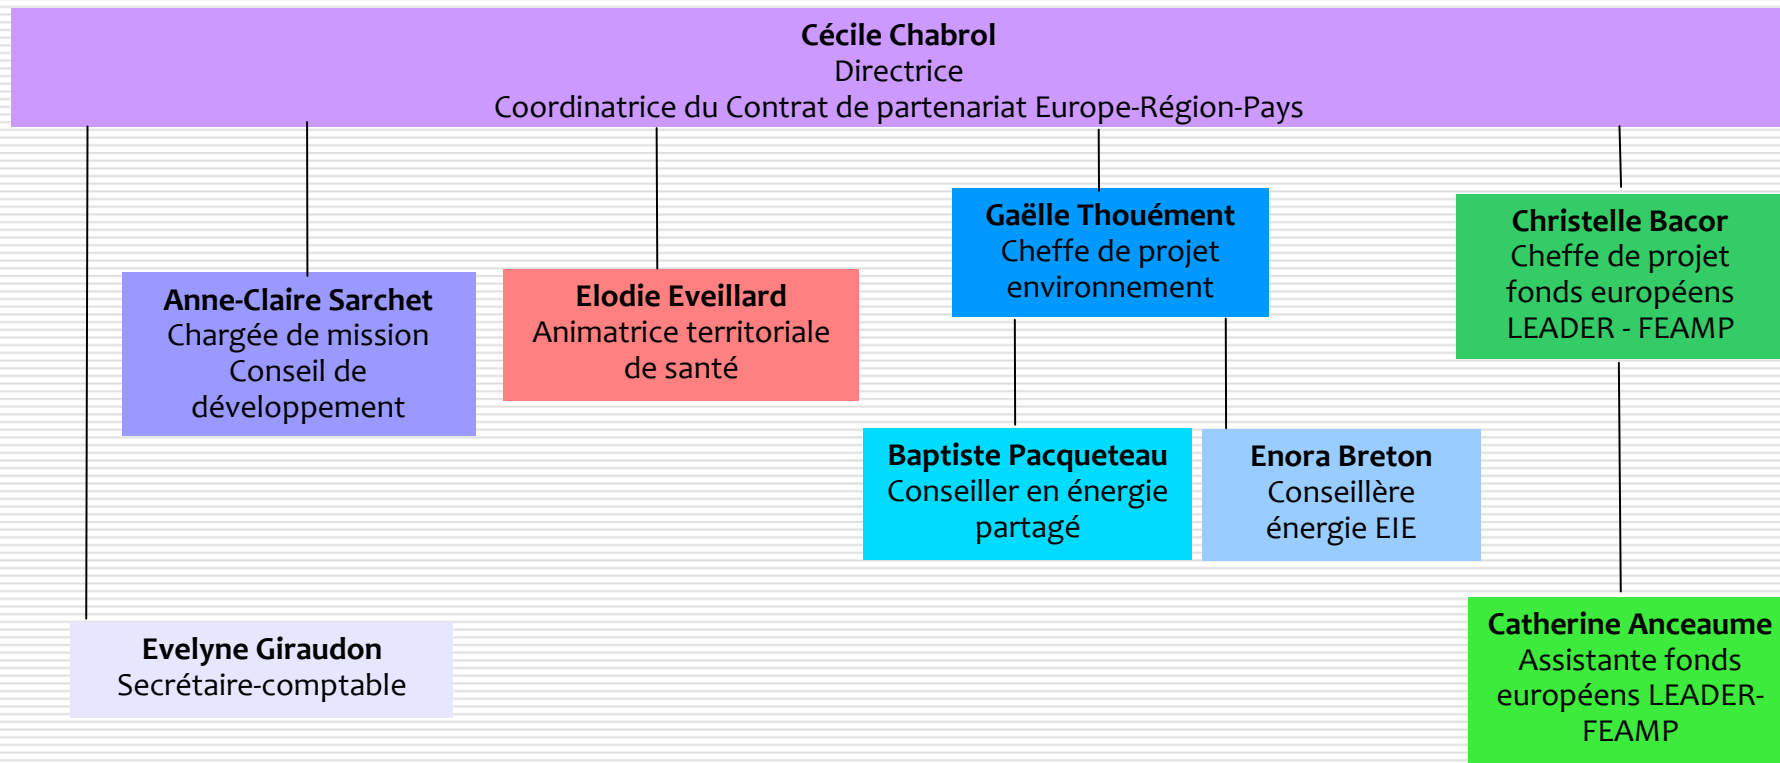 Cécile Chabrol
Directrice
Coordinatrice du Contrat de partenariat Europe-Région-Pays
Gaëlle Thouément
Cheffe de projet
environnement
Christelle Bacor
Cheffe de projet
fonds européens
LEADER - FEAMP
Anne-Claire Sarchet
Chargée de mission
Conseil de
développement
Elodie Eveillard
Animatrice territoriale
de santé
Baptiste Pacqueteau
Conseiller en énergie
partagé
Enora Breton
Conseillère
énergie EIE
Evelyne Giraudon
Secrétaire-comptable
Catherine Anceaume
Assistante fonds
européens LEADER-
FEAMP